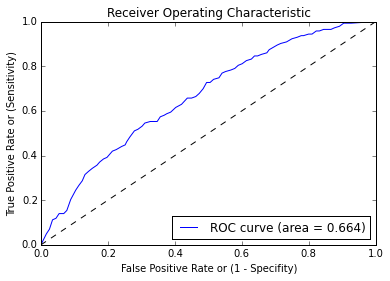 Receiver Operating Characteristic
1.0
0.8
0.6
0.4
0.2
0.0
True Positive Rate or (Sensitivity)
ROC curve (area = 0.664)
0.0 0.2 0.4 0.6 0.8 1.0
False Positive Rate or (1 - Specifity)